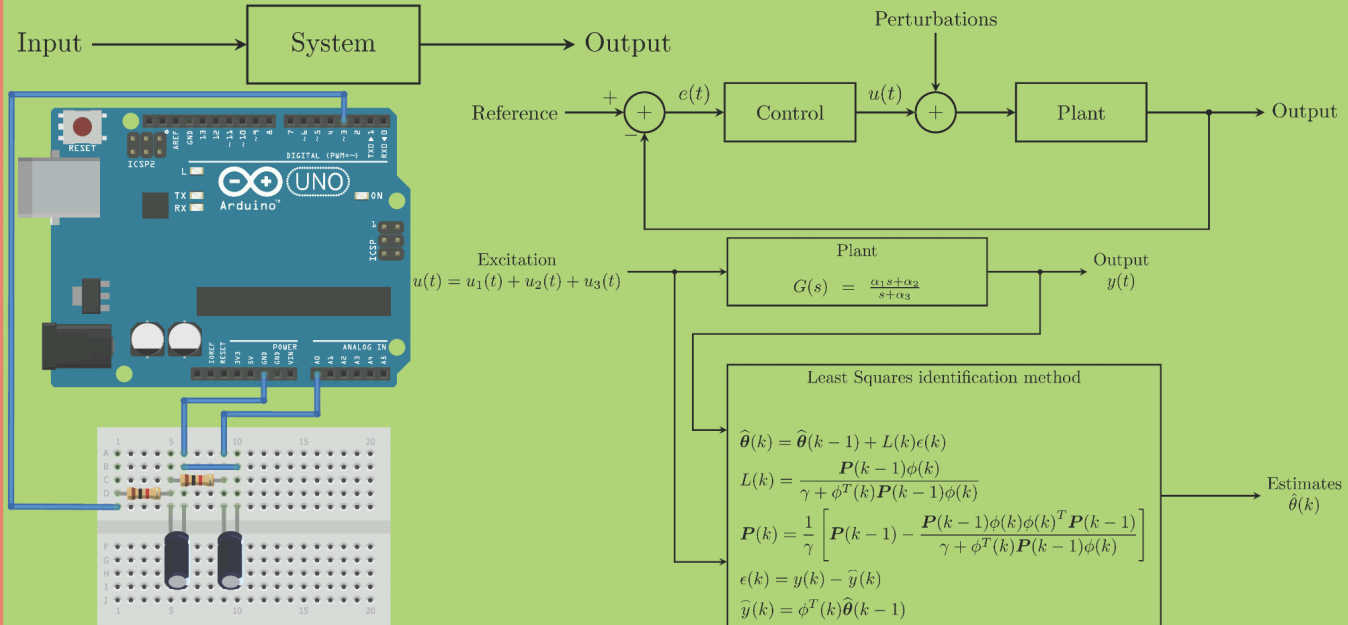 Input
System
Output
Perturbations
Reference
+
−
+
e(t)
Control
u(t)
+
Plant
Output
RESET
ICSP2
AREF
GND
13
12
~11
~10
~9
8
7
~6
~5
4
~3
2
TX0▶1
RX0◀0
DIGITAL (PWM=~)
L
TX
RX
Arduino™
UNO
ON
1
ICSP
IOREF
RESET
3V3
5V
GND
GND
VIN
POWER
ANALOG IN
A0
A1
A2
A3
A4
A5
1 5 10 15 20
A
B
C
D
F
G
H
I
J
1 5 10 15 20
Excitation
u(t) = u₁(t) + u₂(t) + u₃(t)
Plant
G(s) = (α₁s+α₂)/(s+α₃)
Output
y(t)
Least Squares identification method
θ̂(k) = θ̂(k − 1) + L(k)ϵ(k)
L(k) = P(k − 1)ϕ(k) / (γ + ϕᵀ(k)P(k − 1)ϕ(k))
P(k) = 1/γ [P(k − 1) − P(k − 1)ϕ(k)ϕ(k)ᵀP(k − 1) / (γ + ϕᵀ(k)P(k − 1)ϕ(k))]
ϵ(k) = y(k) − ŷ(k)
ŷ(k) = ϕᵀ(k)θ̂(k − 1)
Estimates
θ̂(k)